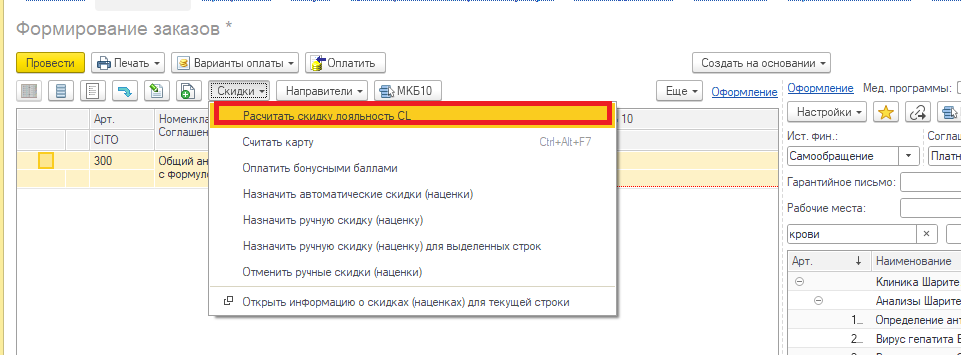 Формирование заказов *
Провести Печать Варианты оплаты Оплатить Создать на основании
Скидки Направители МКБ10 Еще Оформление
Оформление Мед. программы:
Настройки
Расчитать скидку лояльность CL
Считать карту Ctrl+Alt+F7
Оплатить бонусными баллами
Назначить автоматические скидки (наценки)
Назначить ручную скидку (наценку)
Назначить ручную скидку (наценку) для выделенных строк
Отменить ручные скидки (наценки)
Открыть информацию о скидках (наценках) для текущей строки
Арт. Номенкла
CITO Соглашен
10
300 Общий ан
с формуло
Ист. фин.: Соглац
Самообращение Платн
Гарантийное письмо:
Рабочие места:
крови
Арт. Наименование
Клиника Шарите
Анализы Шарите
1... Определение ант
2... Вирус гепатита В